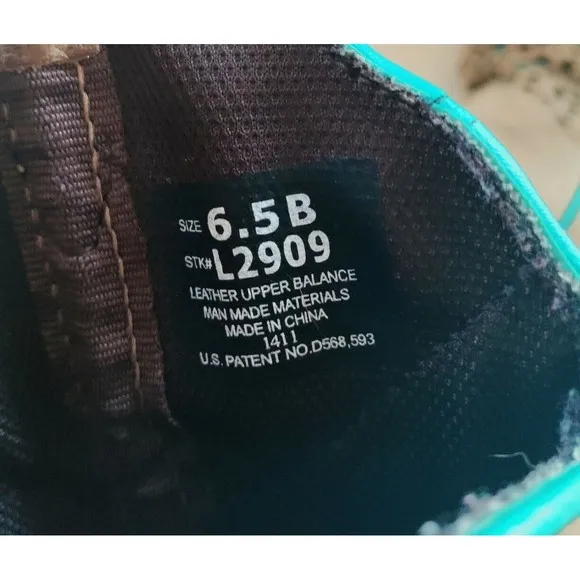 SIZE 6.5 B
STK# L2909
LEATHER UPPER BALANCE
MAN MADE MATERIALS
MADE IN CHINA
1411
U.S. PATENT NO.D568,593